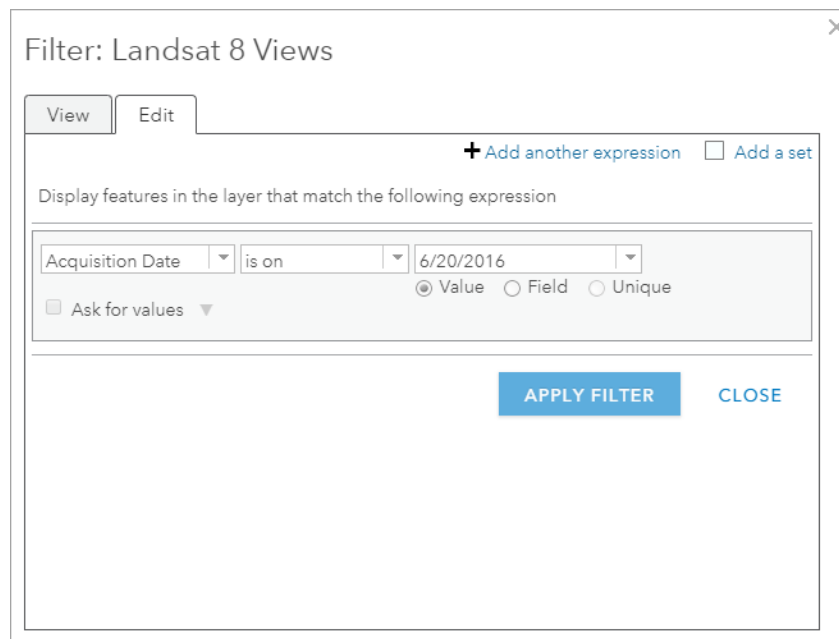 Filter: Landsat 8 Views
View Edit
Add another expression Add a set
Display features in the layer that match the following expression
Acquisition Date is on 6/20/2016
Value Field Unique
Ask for values
APPLY FILTER CLOSE